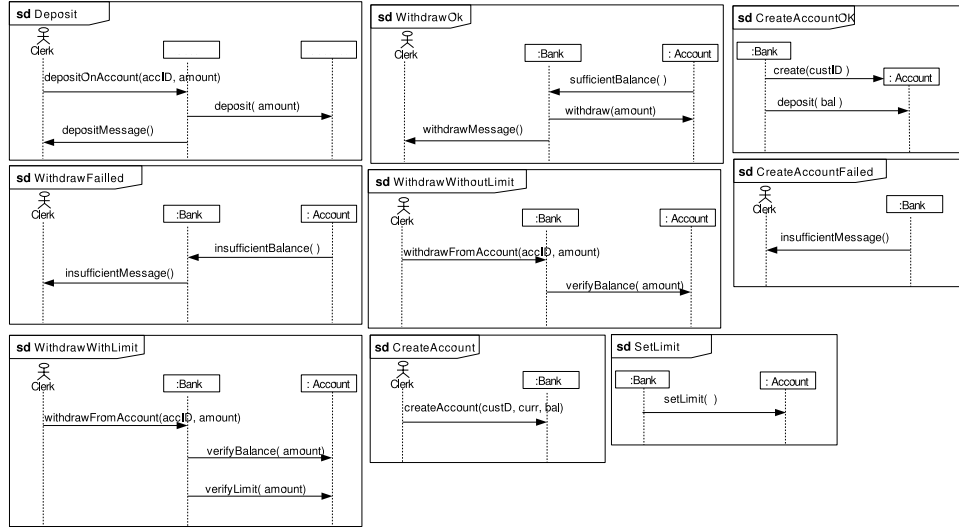 sd Deposit
Clerk
depositOnAccount(accID, amount)
deposit( amount)
depositMessage()
sd WithdrawOk
Clerk
:Bank
: Account
sufficientBalance( )
withdraw(amount)
withdrawMessage()
sd CreateAccountOK
:Bank
create(custID )
: Account
deposit( bal )
sd WithdrawFailled
Clerk
:Bank
: Account
insufficientBalance( )
insufficientMessage()
sd WithdrawWithoutLimit
Clerk
:Bank
: Account
withdrawFromAccount(accID, amount)
verifyBalance( amount)
sd CreateAccountFailed
Clerk
:Bank
insufficientMessage()
sd WithdrawWithLimit
Clerk
:Bank
: Account
withdrawFromAccount(accID, amount)
verifyBalance( amount)
verifyLimit( amount)
sd CreateAccount
Clerk
:Bank
createAccount(custD, curr, bal)
sd SetLimit
:Bank
: Account
setLimit( )